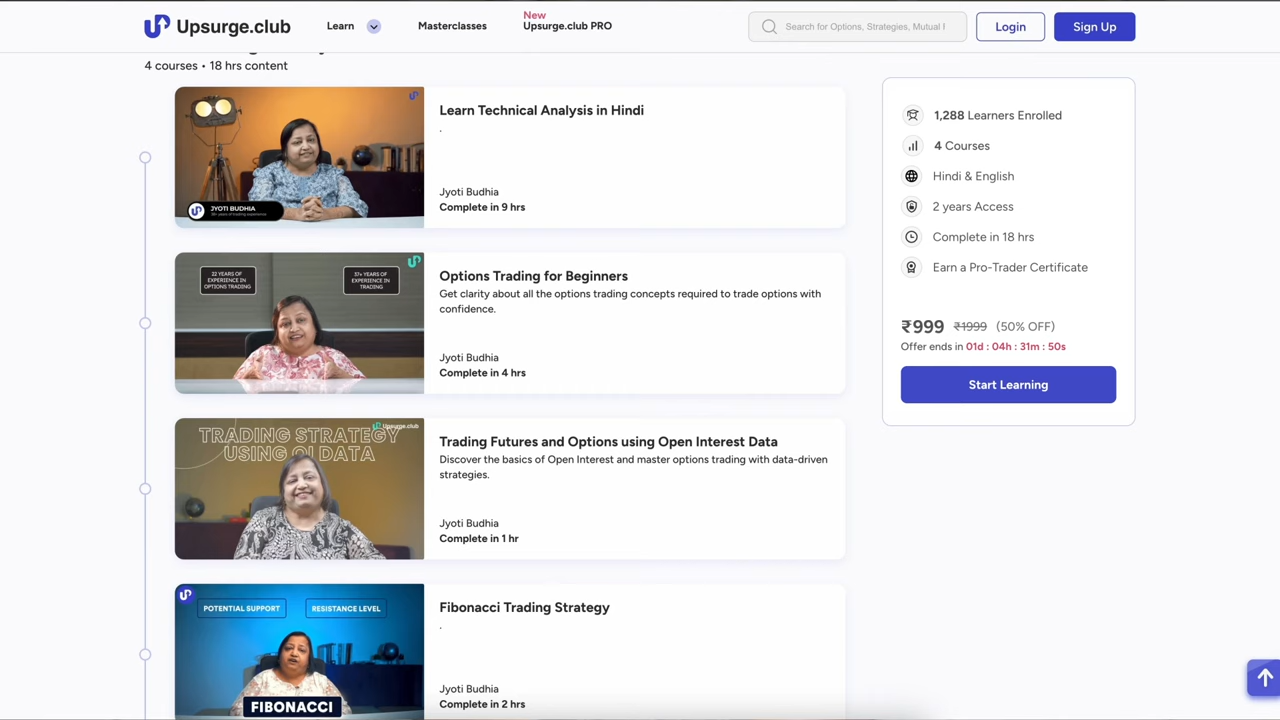 Upsurge.club
Learn
Masterclasses
New
Upsurge.club PRO
Search for Options, Strategies, Mutual F
Login
Sign Up
4 courses • 18 hrs content
JYOTI BUDHIA
Learn Technical Analysis in Hindi
.
Jyoti Budhia
Complete in 9 hrs
22 YEARS OF
EXPERIENCE IN
OPTIONS TRADING
37+ YEARS OF
EXPERIENCE IN
TRADING
Options Trading for Beginners
Get clarity about all the options trading concepts required to trade options with
confidence.
Jyoti Budhia
Complete in 4 hrs
Upsurge.club
TRADING STRATEGY
USING OI DATA
Trading Futures and Options using Open Interest Data
Discover the basics of Open Interest and master options trading with data-driven
strategies.
Jyoti Budhia
Complete in 1 hr
POTENTIAL SUPPORT
RESISTANCE LEVEL
FIBONACCI
Fibonacci Trading Strategy
.
Jyoti Budhia
Complete in 2 hrs
1,288 Learners Enrolled
4 Courses
Hindi & English
2 years Access
Complete in 18 hrs
Earn a Pro-Trader Certificate
₹999 ₹1999 (50% OFF)
Offer ends in 01d : 04h : 31m : 50s
Start Learning